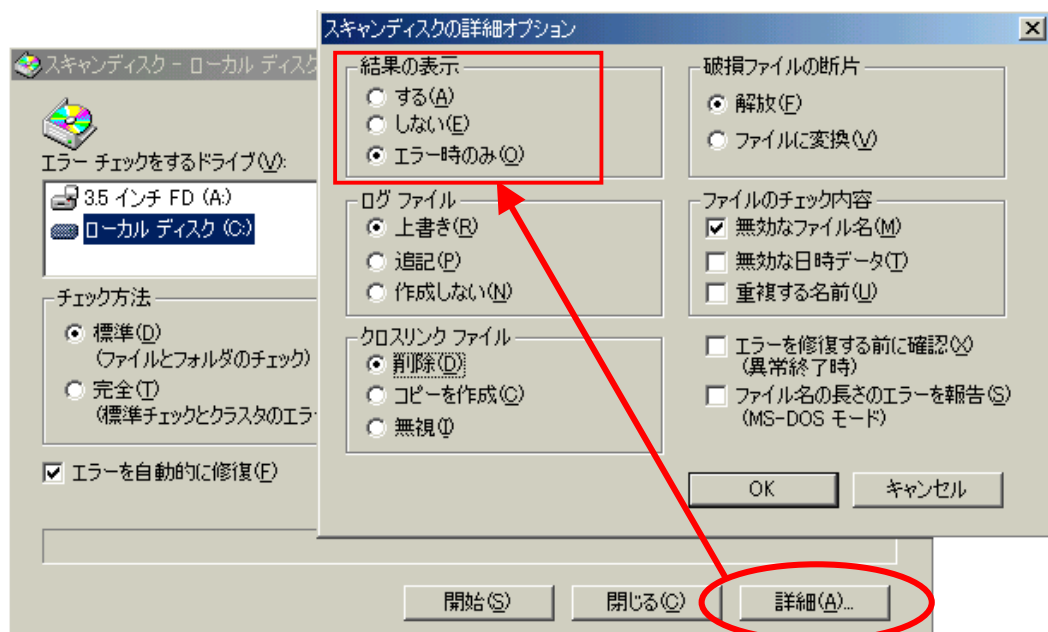 スキャンディスクの詳細オプション
スキャンディスク - ローカル ディスク
エラー チェックをするドライブ(V):
3.5 インチ FD (A:)
ローカル ディスク (C:)
チェック方法
標準(D)
(ファイルとフォルダのチェック)
完全(T)
(標準チェックとクラスタのエラ
エラーを自動的に修復(F)
結果の表示
する(A)
しない(E)
エラー時のみ(O)
ログ ファイル
上書き(R)
追記(P)
作成しない(N)
クロスリンク ファイル
削除(D)
コピーを作成(C)
無視(I)
破損ファイルの断片
解放(F)
ファイルに変換(V)
ファイルのチェック内容
無効なファイル名(M)
無効な日時データ(T)
重複する名前(U)
エラーを修復する前に確認(X)
(異常終了時)
ファイル名の長さのエラーを報告(S)
(MS-DOS モード)
OK
キャンセル
開始(S)
閉じる(C)
詳細(A)...